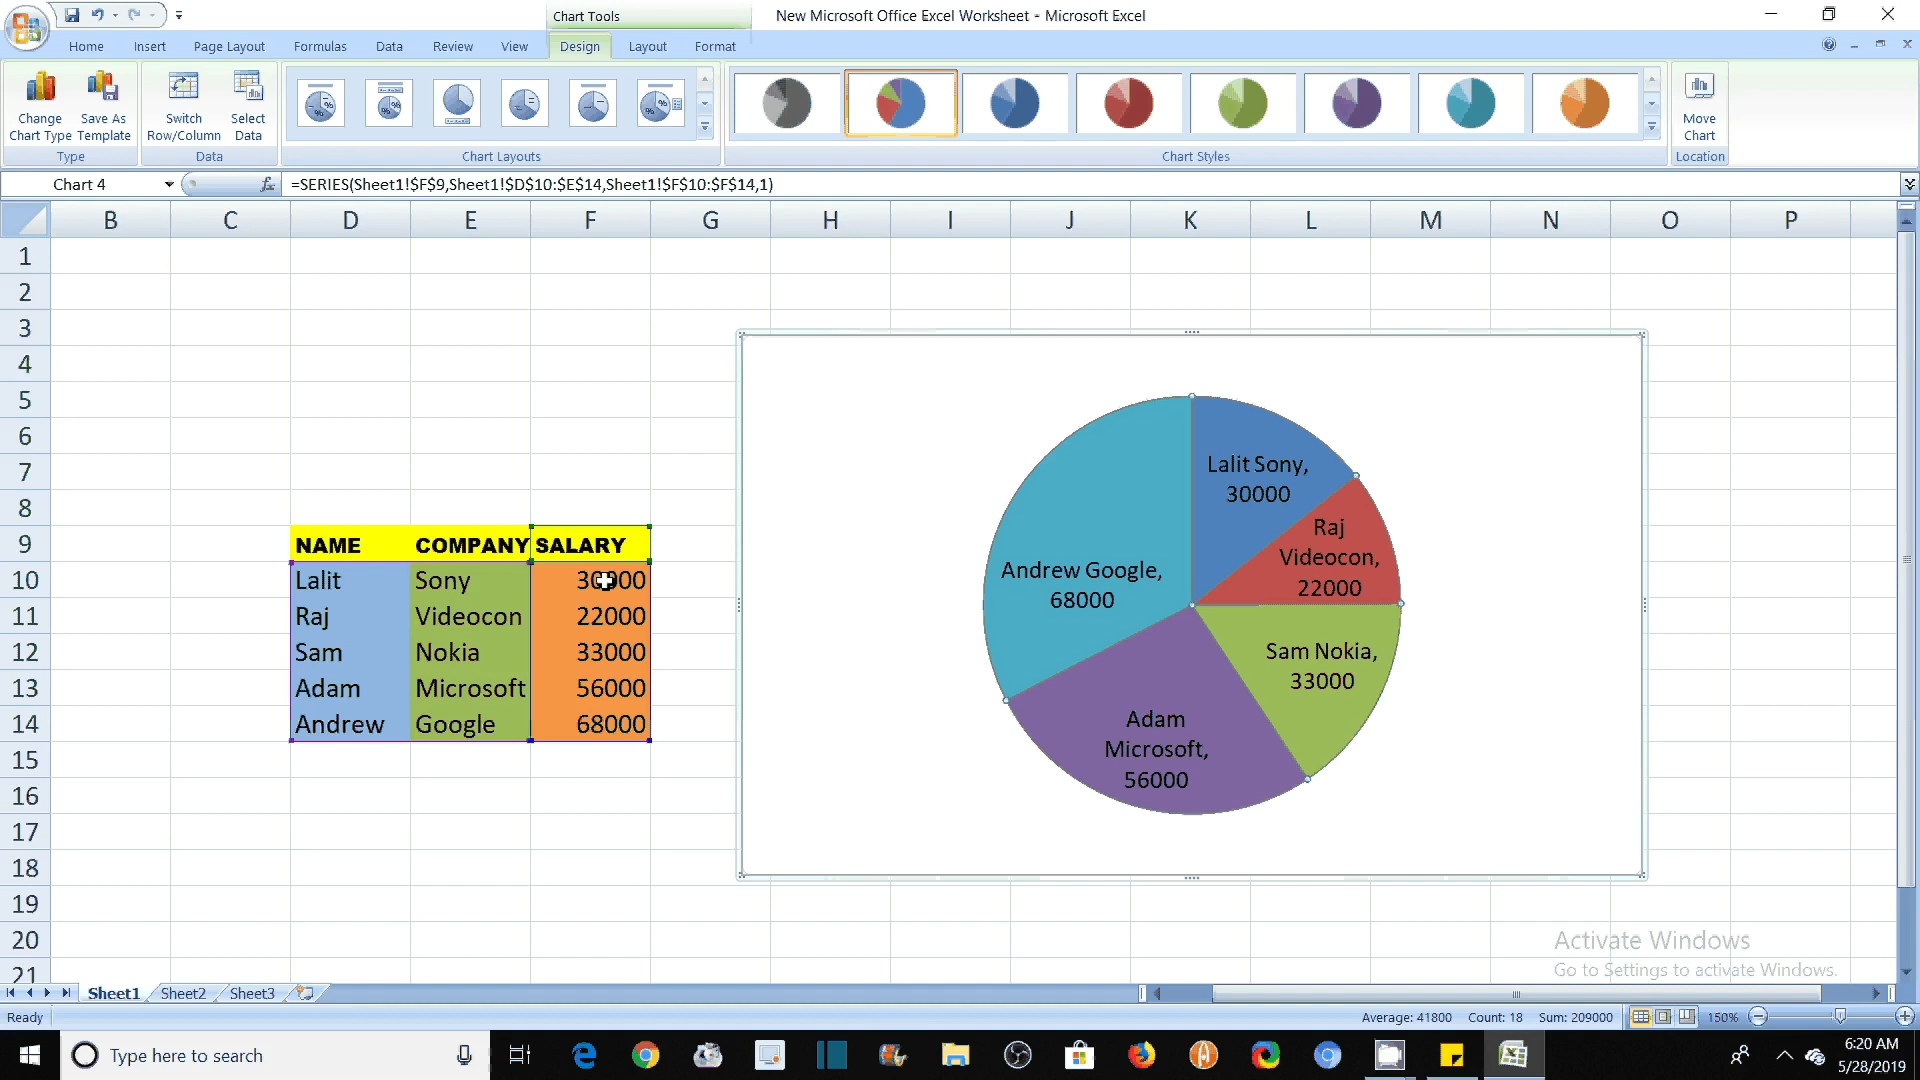 Chart Tools
New Microsoft Office Excel Worksheet - Microsoft Excel
Home Insert Page Layout Formulas Data Review View Design Layout Format
Change Chart Type
Save As Template
Type
Switch Row/Column
Select Data
Data
Chart Layouts
Chart Styles
Move Chart
Location
Chart 4
fx
=SERIES(Sheet1!$F$9,Sheet1!$D$10:$E$14,Sheet1!$F$10:$F$14,1)
B C D E F G H I J K L M N O P
1
2
3
4
5
6
7
8
9 NAME COMPANY SALARY
10 Lalit Sony 30000
11 Raj Videocon 22000
12 Sam Nokia 33000
13 Adam Microsoft 56000
14 Andrew Google 68000
15
16
17
18
19
20
21
Lalit Sony,
30000
Raj
Videocon,
22000
Sam Nokia,
33000
Adam
Microsoft,
56000
Andrew Google,
68000
Activate Windows
Go to Settings to activate Windows.
Sheet1 Sheet2 Sheet3
Ready
Average: 41800 Count: 18 Sum: 209000
150%
Type here to search
6:20 AM
5/28/2019